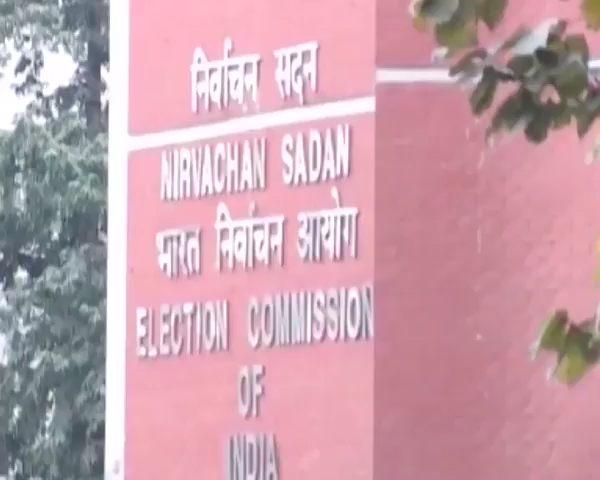 निर्वाचन सदन
NIRVACHAN SADAN
भारत निर्वाचन आयोग
ELECTION COMMISSION
OF
INDIA